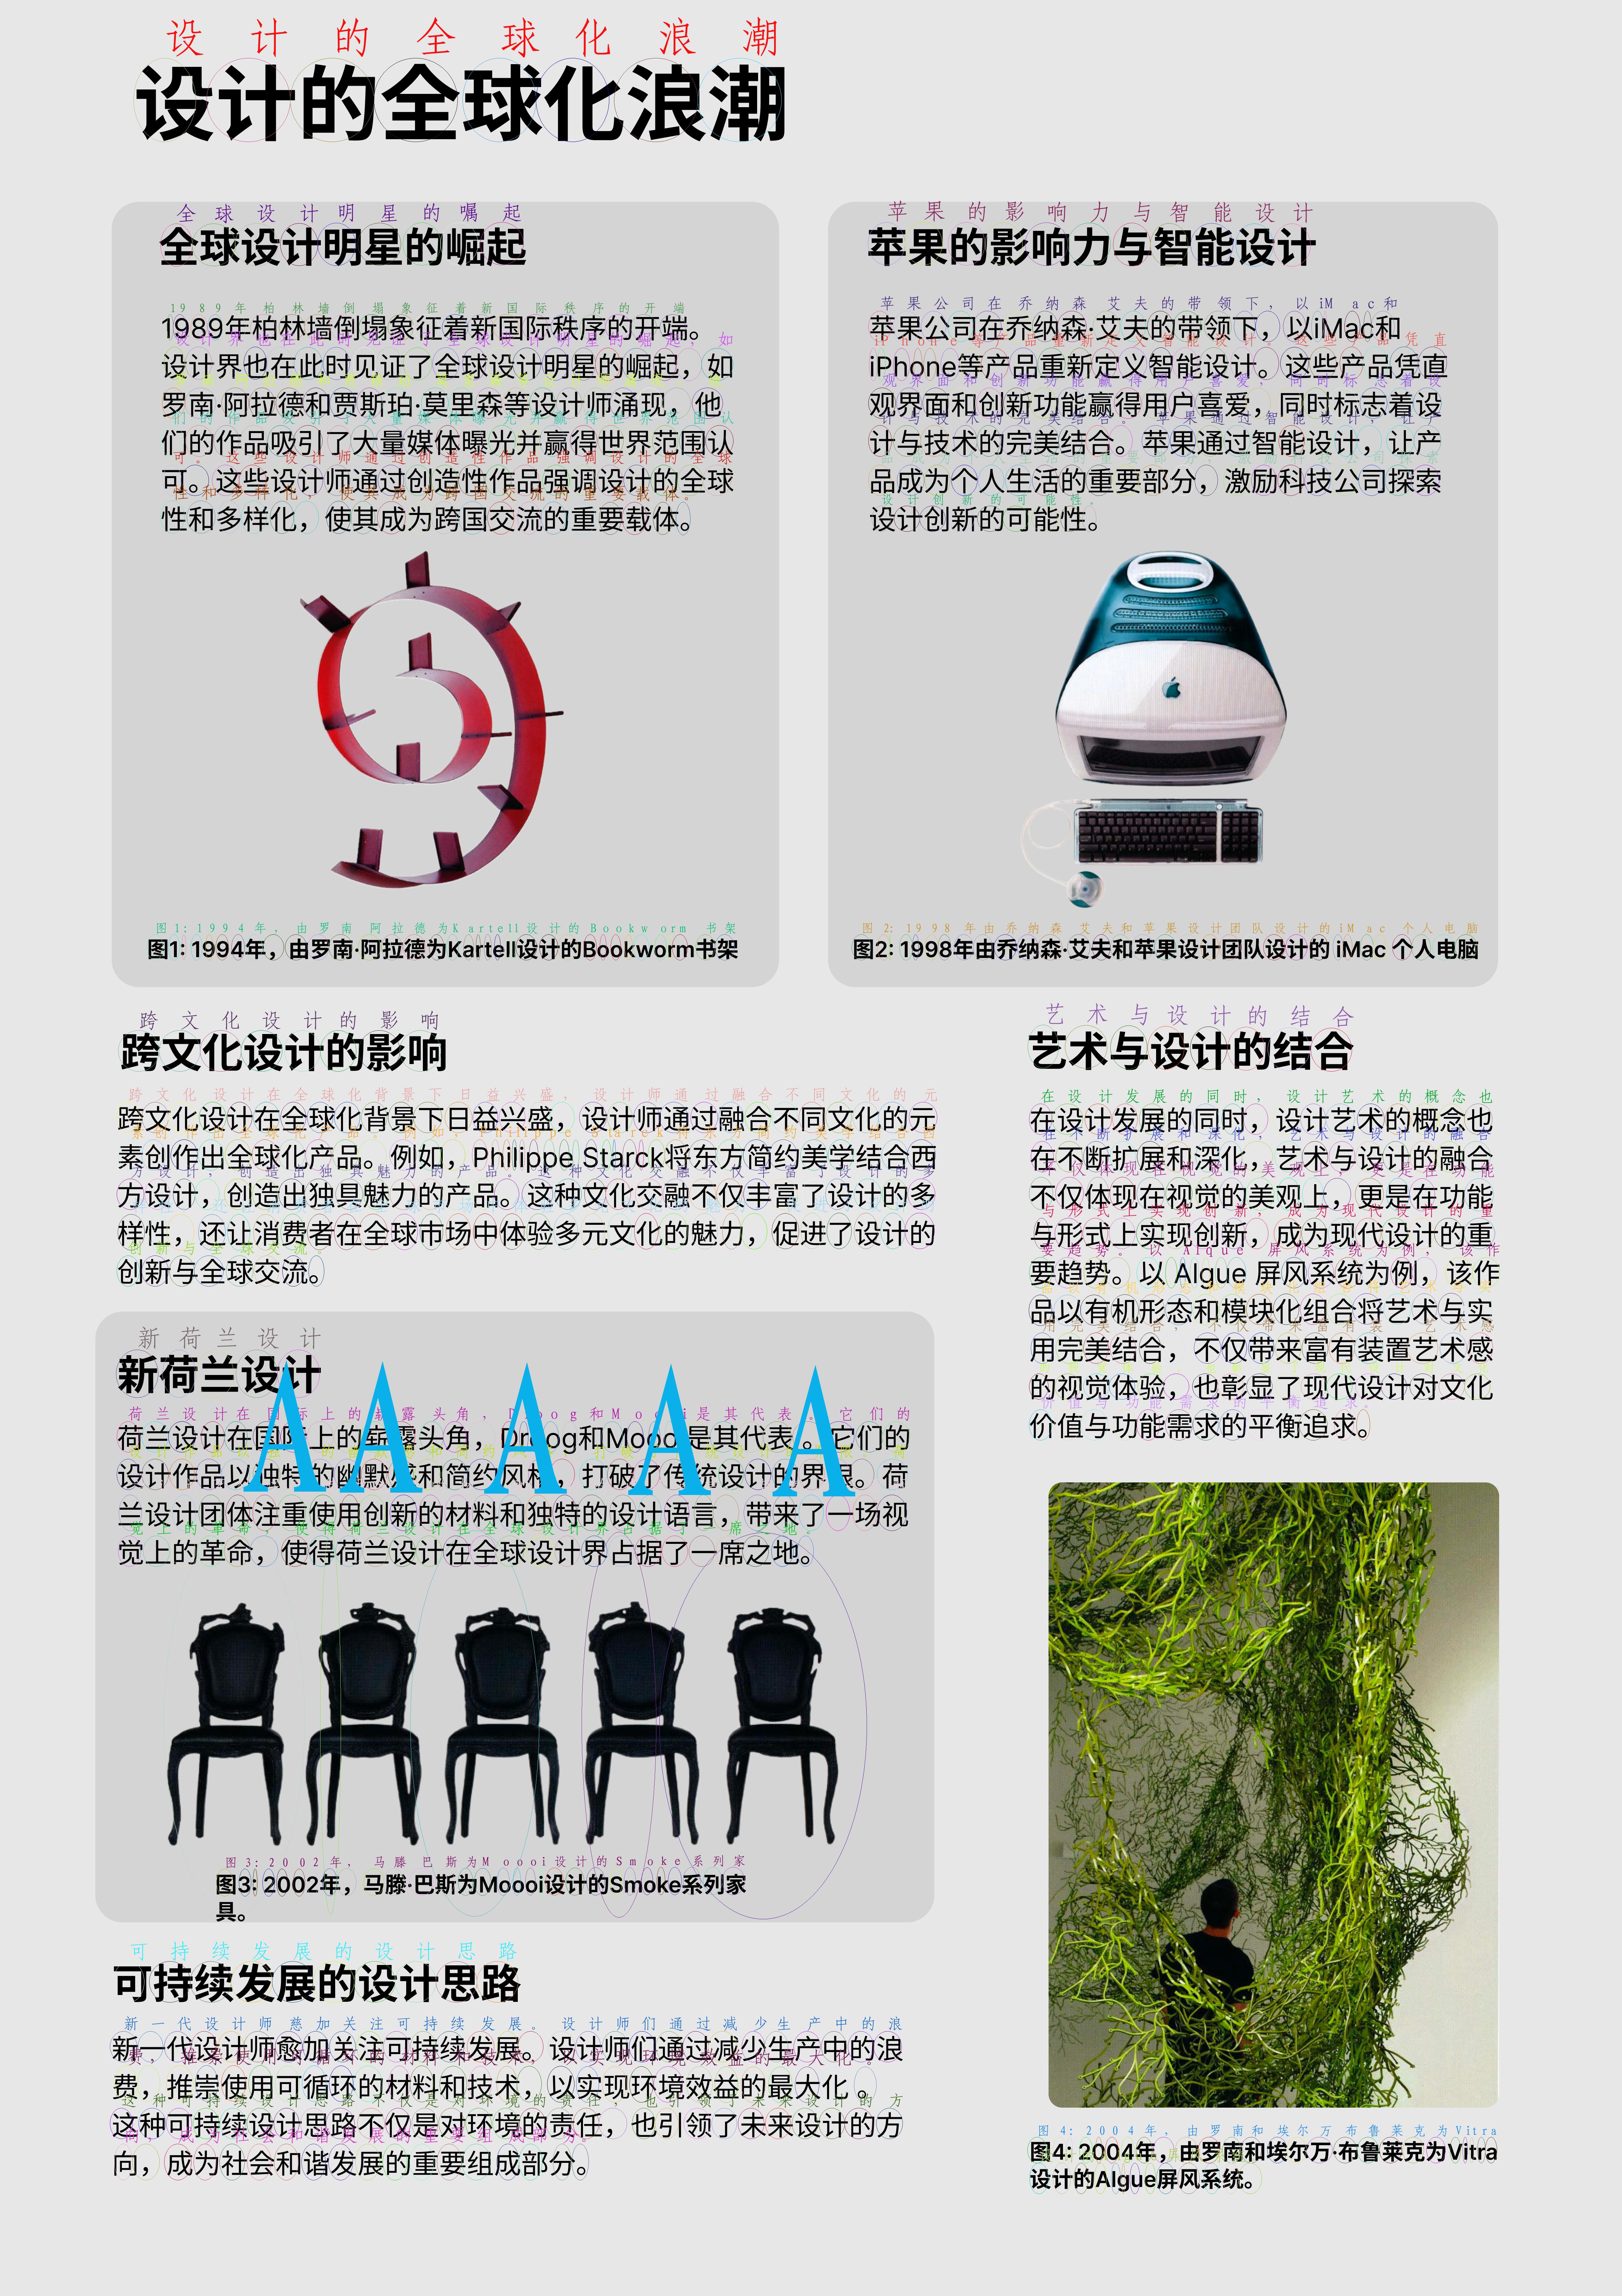 设计的全球化浪潮
全球设计明星的崛起
1989年柏林墙倒塌象征着新国际秩序的开端。
设计界也在此时见证了全球设计明星的崛起，如
罗南·阿拉德和贾斯珀·莫里森等设计师涌现，他
们的作品吸引了大量媒体曝光并赢得世界范围认
可。这些设计师通过创造性作品强调设计的全球
性和多样化，使其成为跨国交流的重要载体。
图1: 1994年，由罗南·阿拉德为Kartell设计的Bookworm书架
苹果的影响力与智能设计
苹果公司在乔纳森·艾夫的带领下，以iMac和
iPhone等产品重新定义智能设计。这些产品凭直
观界面和创新功能赢得用户喜爱，同时标志着设
计与技术的完美结合。苹果通过智能设计，让产
品成为个人生活的重要部分，激励科技公司探索
设计创新的可能性。
图2: 1998年由乔纳森·艾夫和苹果设计团队设计的 iMac 个人电脑
跨文化设计的影响
跨文化设计在全球化背景下日益兴盛，设计师通过融合不同文化的元
素创作出全球化产品。例如，Philippe Starck将东方简约美学结合西
方设计，创造出独具魅力的产品。这种文化交融不仅丰富了设计的多
样性，还让消费者在全球市场中体验多元文化的魅力，促进了设计的
创新与全球交流。
艺术与设计的结合
在设计发展的同时，设计艺术的概念也
在不断扩展和深化，艺术与设计的融合
不仅体现在视觉的美观上，更是在功能
与形式上实现创新，成为现代设计的重
要趋势。以 Algue 屏风系统为例，该作
品以有机形态和模块化组合将艺术与实
用完美结合，不仅带来富有装置艺术感
的视觉体验，也彰显了现代设计对文化
价值与功能需求的平衡追求。
图4: 2004年，由罗南和埃尔万·布鲁莱克为Vitra
设计的Algue屏风系统。
新荷兰设计
荷兰设计在国际上的崭露头角，Droog和Moooi是其代表 。它们的
设计作品以独特的幽默感和简约风格，打破了传统设计的界限。荷
兰设计团体注重使用创新的材料和独特的设计语言，带来了一场视
觉上的革命，使得荷兰设计在全球设计界占据了一席之地。
A A A A A
图3: 2002年，马滕·巴斯为Moooi设计的Smoke系列家
具。
可持续发展的设计思路
新一代设计师愈加关注可持续发展。设计师们通过减少生产中的浪
费，推崇使用可循环的材料和技术，以实现环境效益的最大化 。
这种可持续设计思路不仅是对环境的责任，也引领了未来设计的方
向，成为社会和谐发展的重要组成部分。